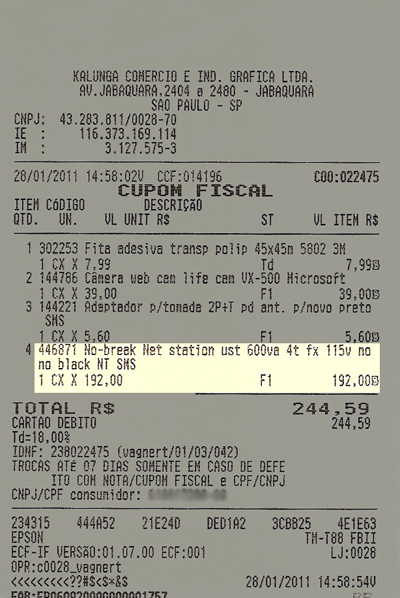 KALUNGA COMERCIO E IND. GRAFICA LTDA.
AV.JABAQUARA,2404 a 2480 - JABAQUARA
SAO PAULO - SP
CNPJ: 43.283.811/0028-70
IE : 116.373.169.114
IM : 3.127.575-3
28/01/2011 14:58:02V CCF:014196 COO:022475
CUPOM FISCAL
ITEM CóDIGO DESCRIÇÃO
QTD. UN. VL UNIT R$ ST VL ITEM R$
1 302253 Fita adesiva transp polip 45x45m 5802 3M
1 CX X 7,99 Td 7,99
2 144786 Câmera web cam life cam VX-500 Microsoft
1 CX X 39,00 F1 39,00
3 144221 Adaptador p/tomada 2P+T pd ant. p/novo preto
SMS
1 CX X 5,60 F1 5,60
4 446871 No-break Net station ust 600va 4t fx 115v no
no black NT SMS
1 CX X 192,00 F1 192,00
TOTAL R$ 244,59
CARTAO DEBITO 244,59
Td=18,00%
IDNF: 238022475 (vagnert/01/03/042)
TROCAS ATÉ 07 DIAS SOMENTE EM CASO DE DEFE
ITO COM NOTA/CUPOM FISCAL e CPF/CNPJ
CNPJ/CPF consumidor:
234315 444A52 21E24D DED1A2 3CBB25 4E1E63
EPSON TM-T88 FBII
ECF-IF VERSÃO:01.07.00 ECF:001 LJ:0028
OPR:c0028_vagnert
<<<<<<<<<??#$<$*&$ 28/01/2011 14:58:54V